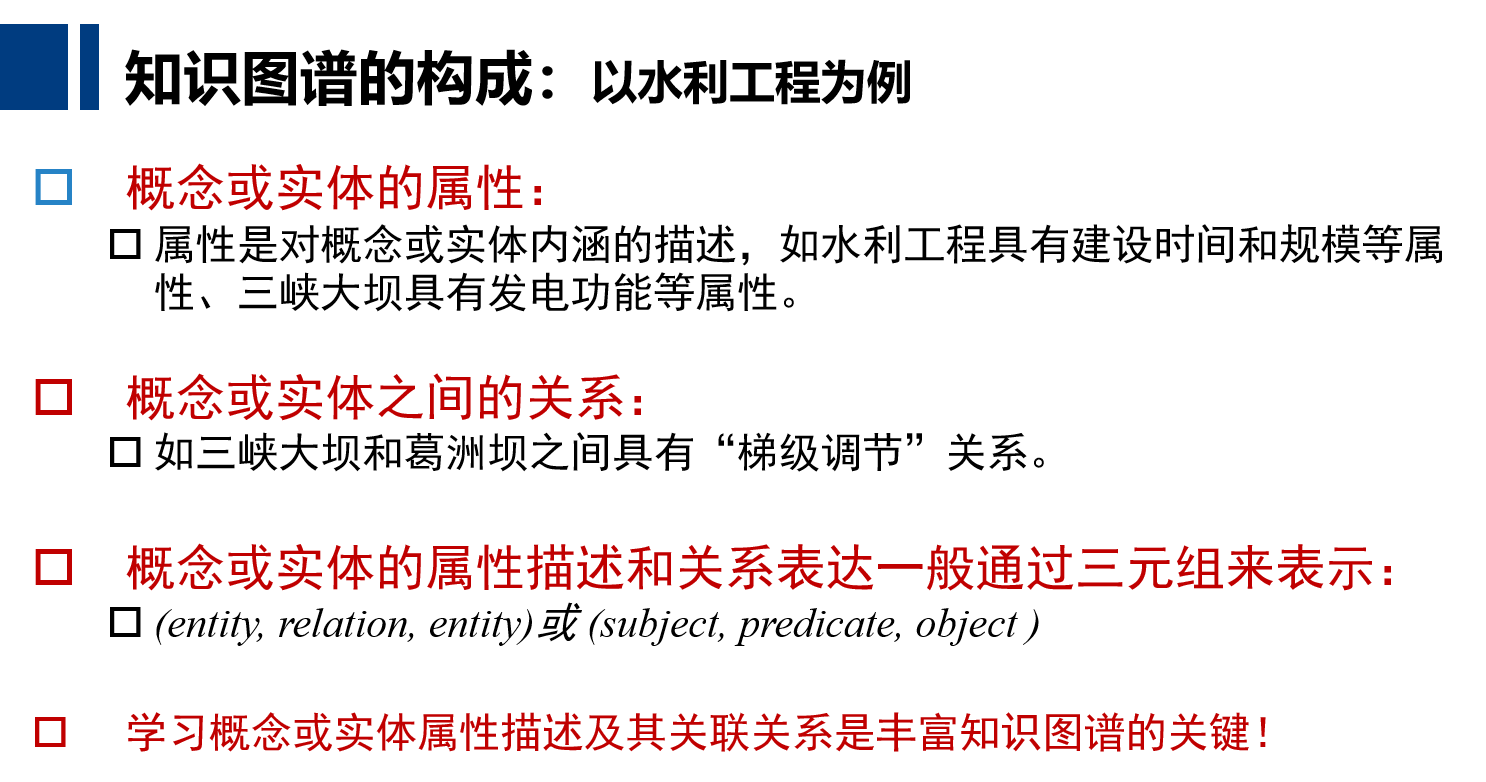 知识图谱的构成：以水利工程为例
概念或实体的属性：
属性是对概念或实体内涵的描述，如水利工程具有建设时间和规模等属
性、三峡大坝具有发电功能等属性。
概念或实体之间的关系：
如三峡大坝和葛洲坝之间具有“梯级调节”关系。
概念或实体的属性描述和关系表达一般通过三元组来表示：
(entity, relation, entity)或 (subject, predicate, object )
学习概念或实体属性描述及其关联关系是丰富知识图谱的关键！